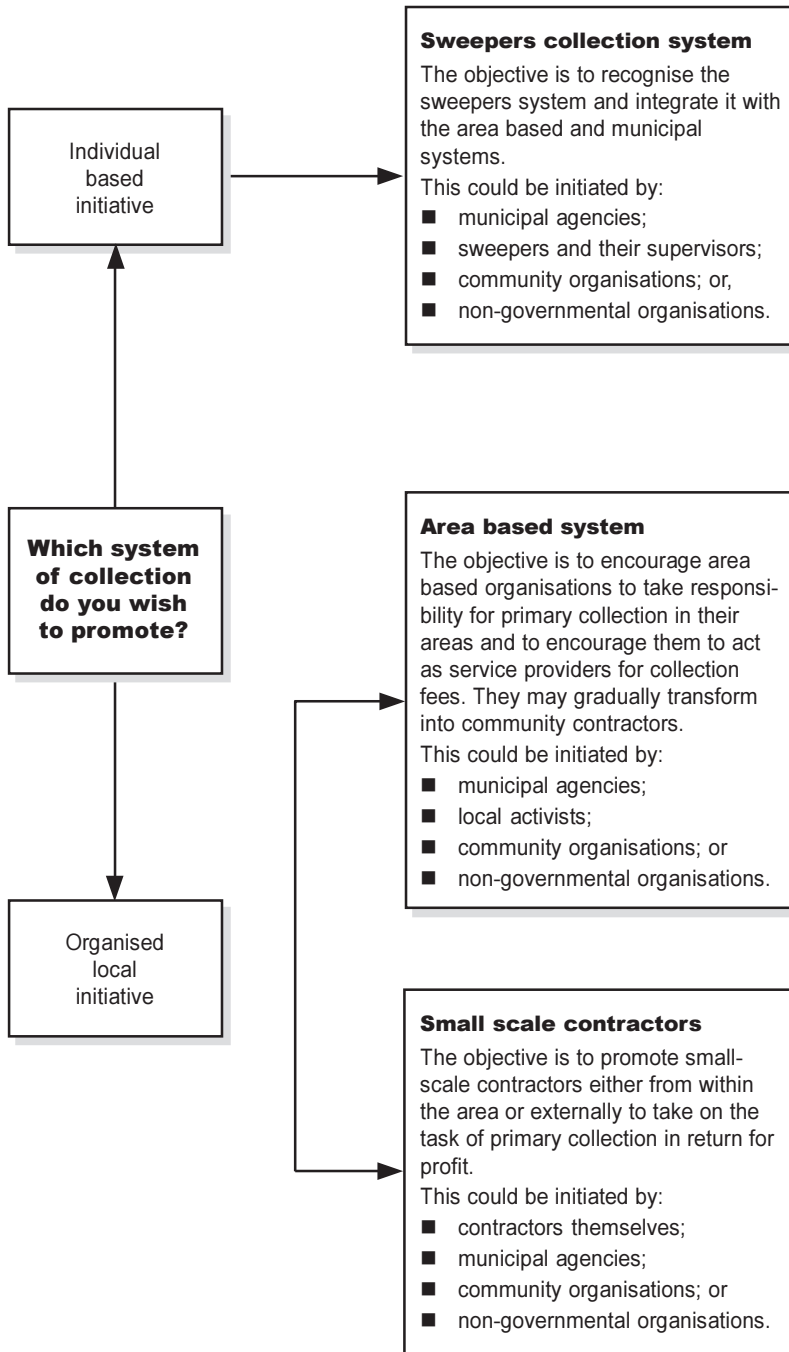 Sweepers collection system
The objective is to recognise the
sweepers system and integrate it with
the area based and municipal
systems.
This could be initiated by:
■ municipal agencies;
■ sweepers and their supervisors;
■ community organisations; or,
■ non-governmental organisations.
Individual
based
initiative
Which system
of collection
do you wish
to promote?
Area based system
The objective is to encourage area
based organisations to take responsi-
bility for primary collection in their
areas and to encourage them to act
as service providers for collection
fees. They may gradually transform
into community contractors.
This could be initiated by:
■ municipal agencies;
■ local activists;
■ community organisations; or
■ non-governmental organisations.
Organised
local
initiative
Small scale contractors
The objective is to promote small-
scale contractors either from within
the area or externally to take on the
task of primary collection in return for
profit.
This could be initiated by:
■ contractors themselves;
■ municipal agencies;
■ community organisations; or
■ non-governmental organisations.